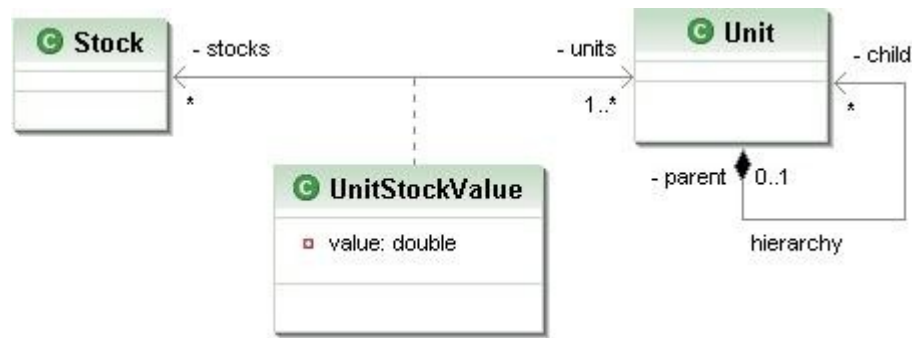 C Stock
- stocks
*
- units
1..*
C Unit
- child
*
- parent
0..1
hierarchy
C UnitStockValue
value: double